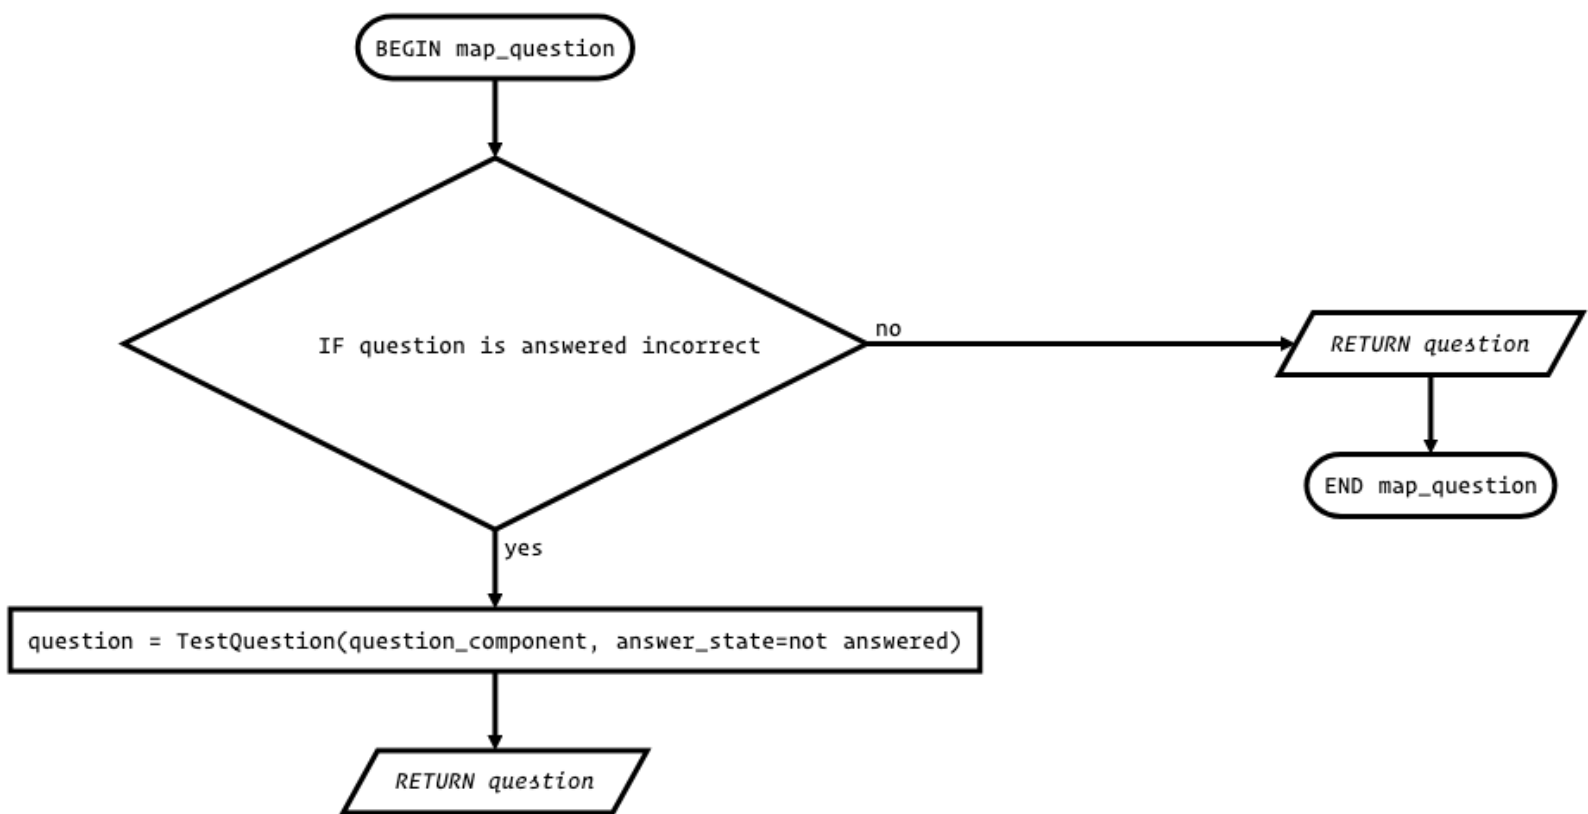 BEGIN map_question
IF question is answered incorrect
no
RETURN question
END map_question
yes
question = TestQuestion(question_component, answer_state=not answered)
RETURN question